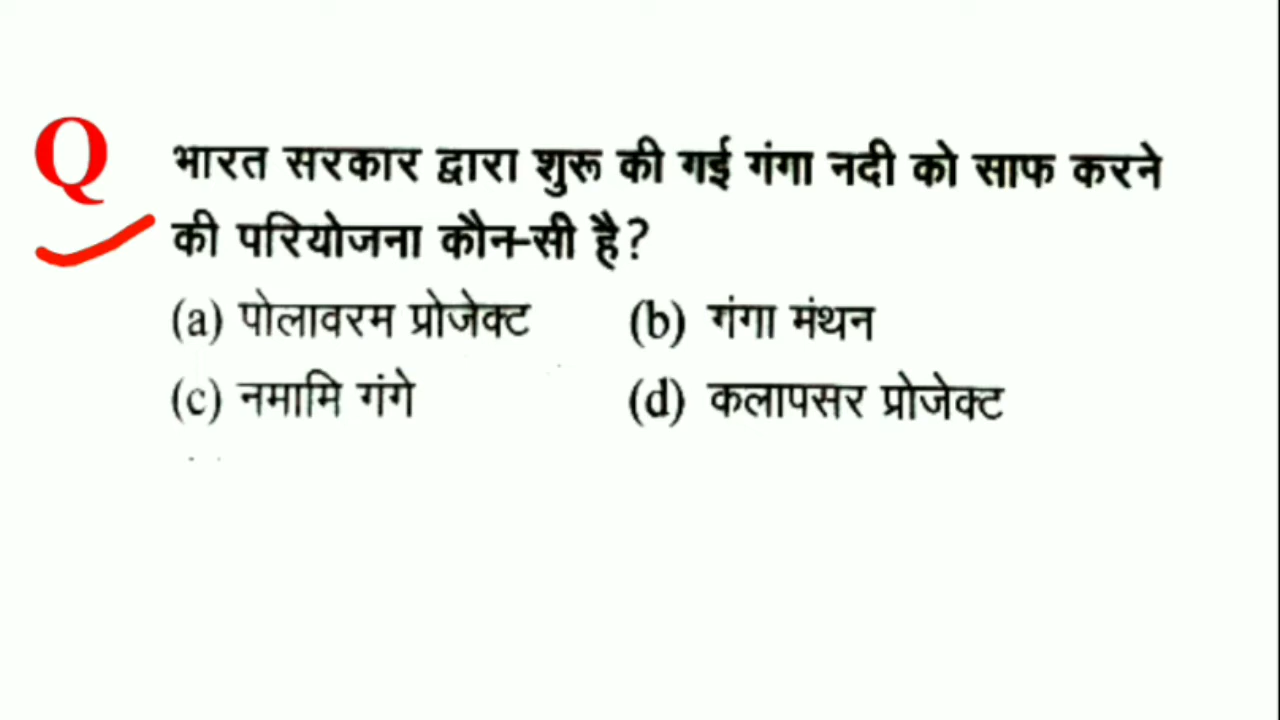 Q भारत सरकार द्वारा शुरू की गई गंगा नदी को साफ करने
की परियोजना कौन-सी है?
(a) पोलावरम प्रोजेक्ट (b) गंगा मंथन
(c) नमामि गंगे (d) कलापसर प्रोजेक्ट